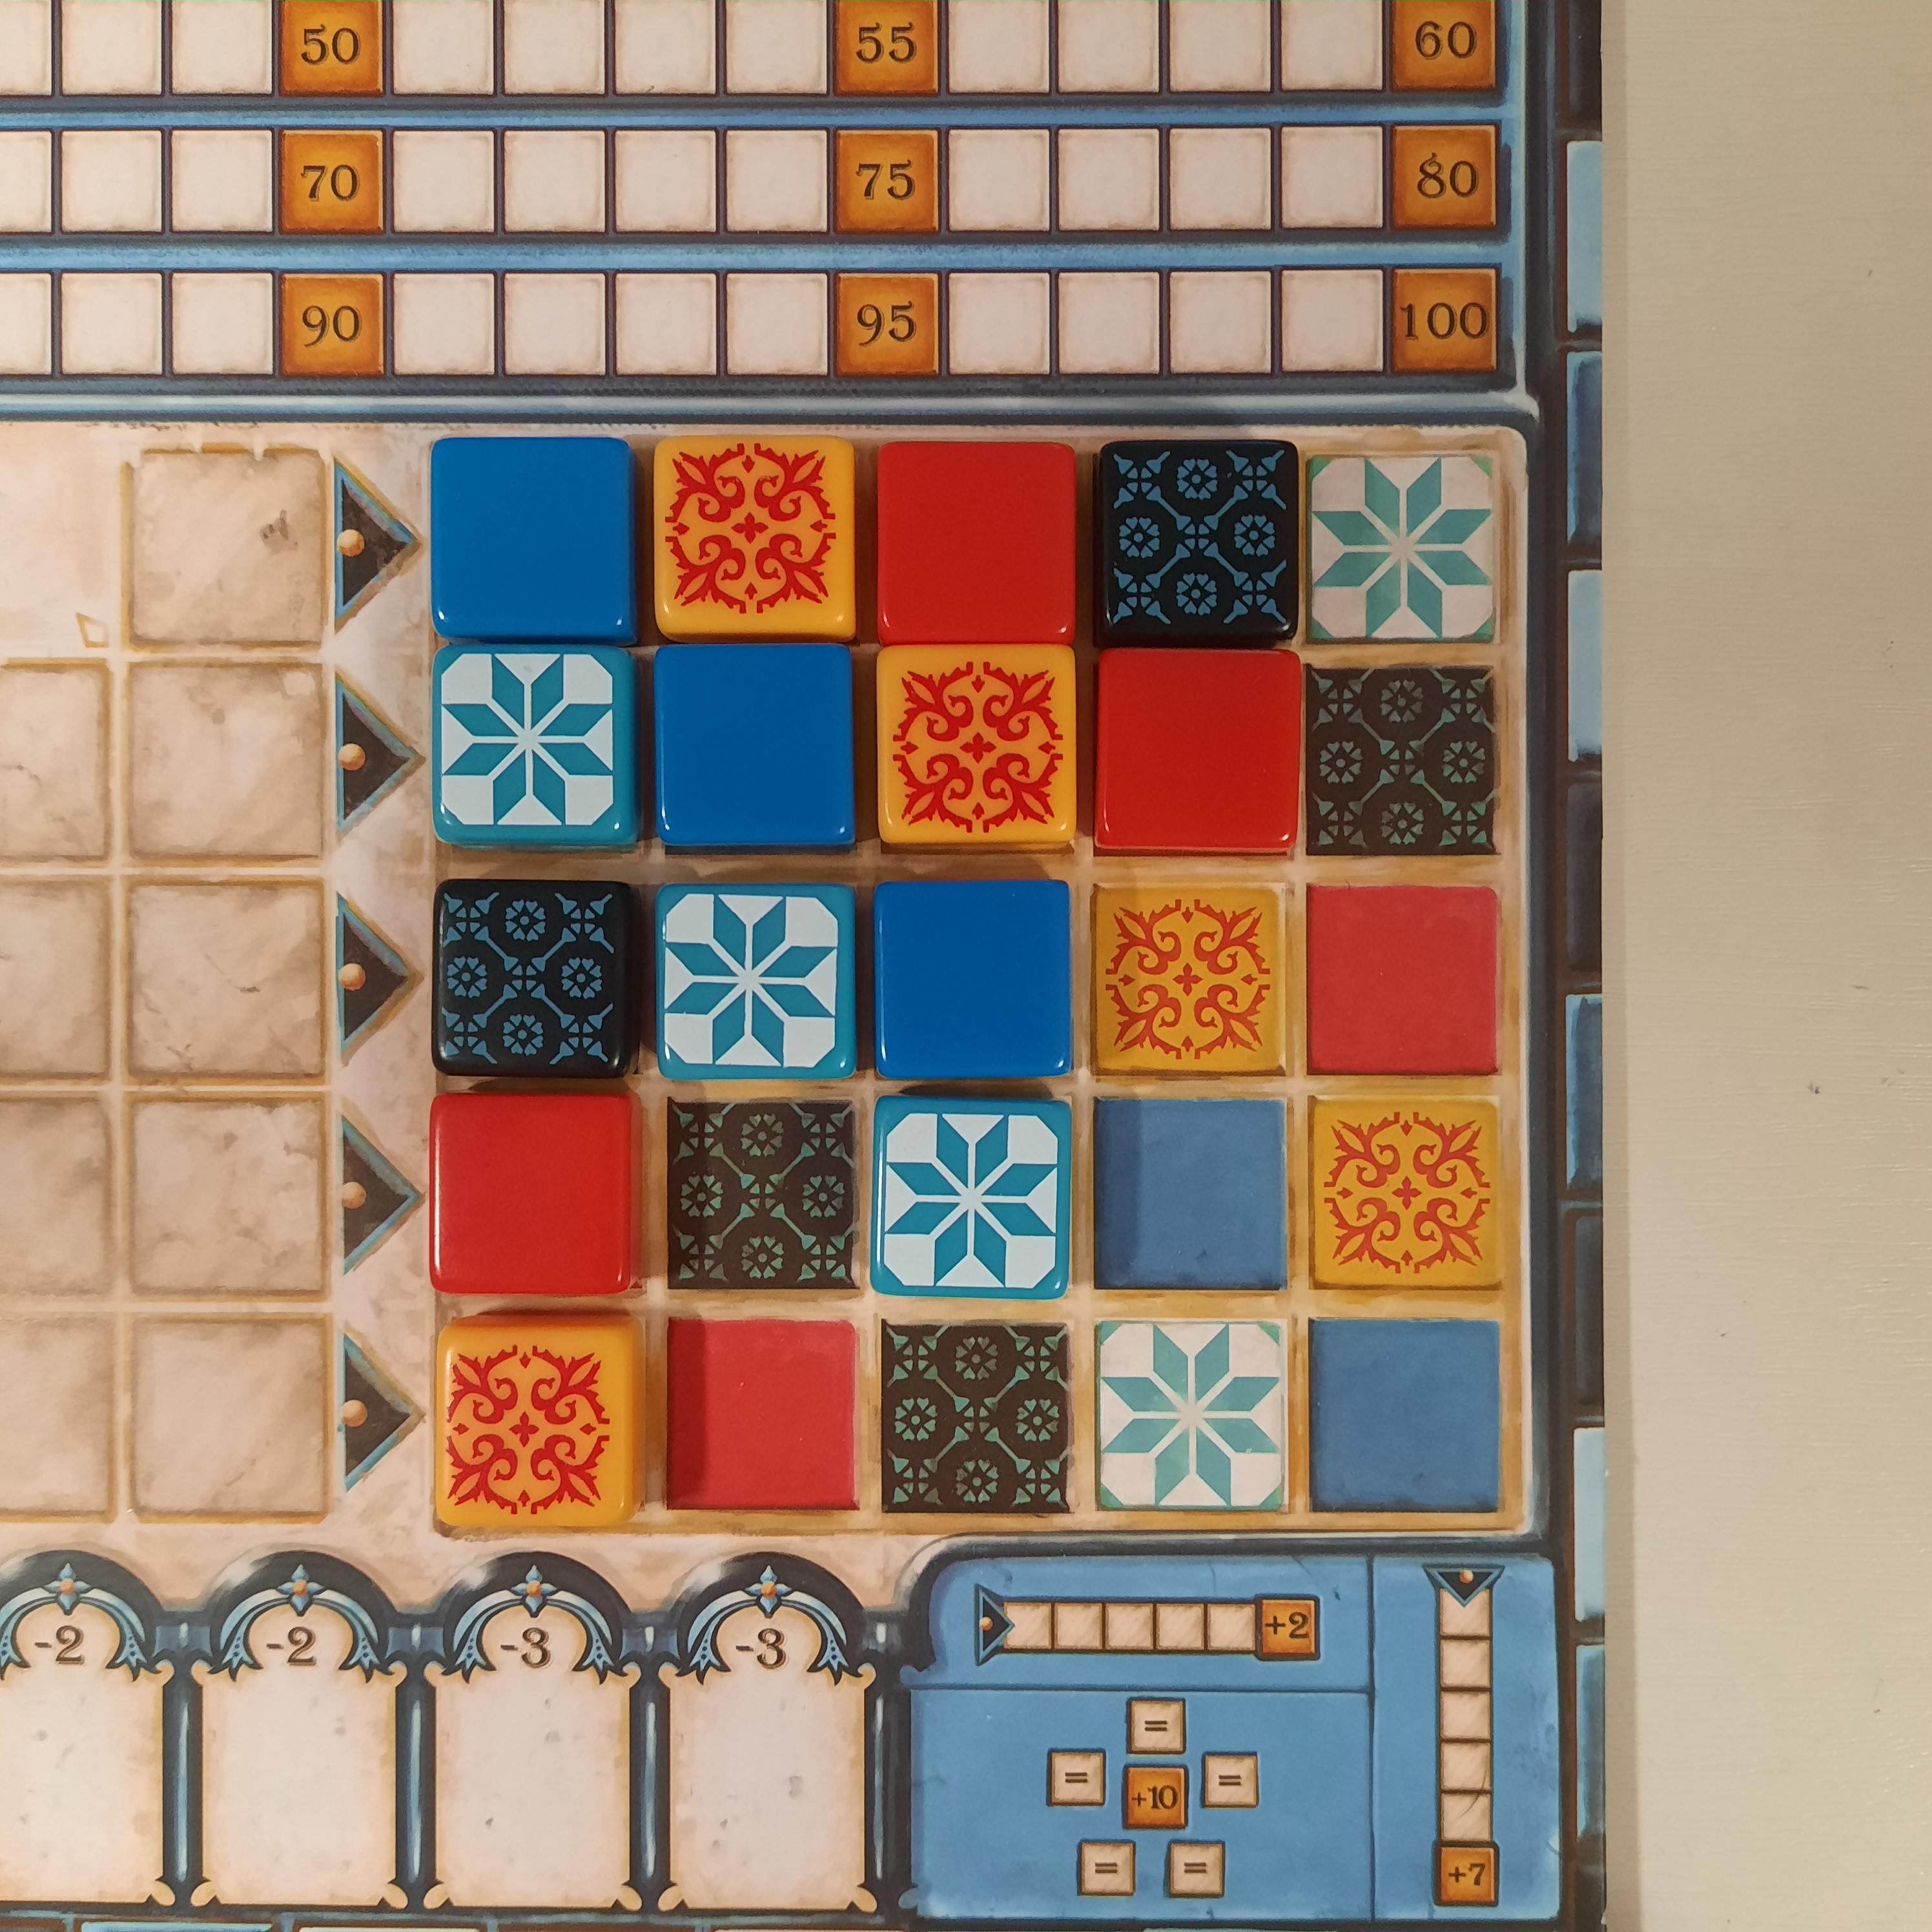 50 55 60
70 75 80
90 95 100
-2 -2 -3 -3
+2
= 
= +10 =
= =
+7